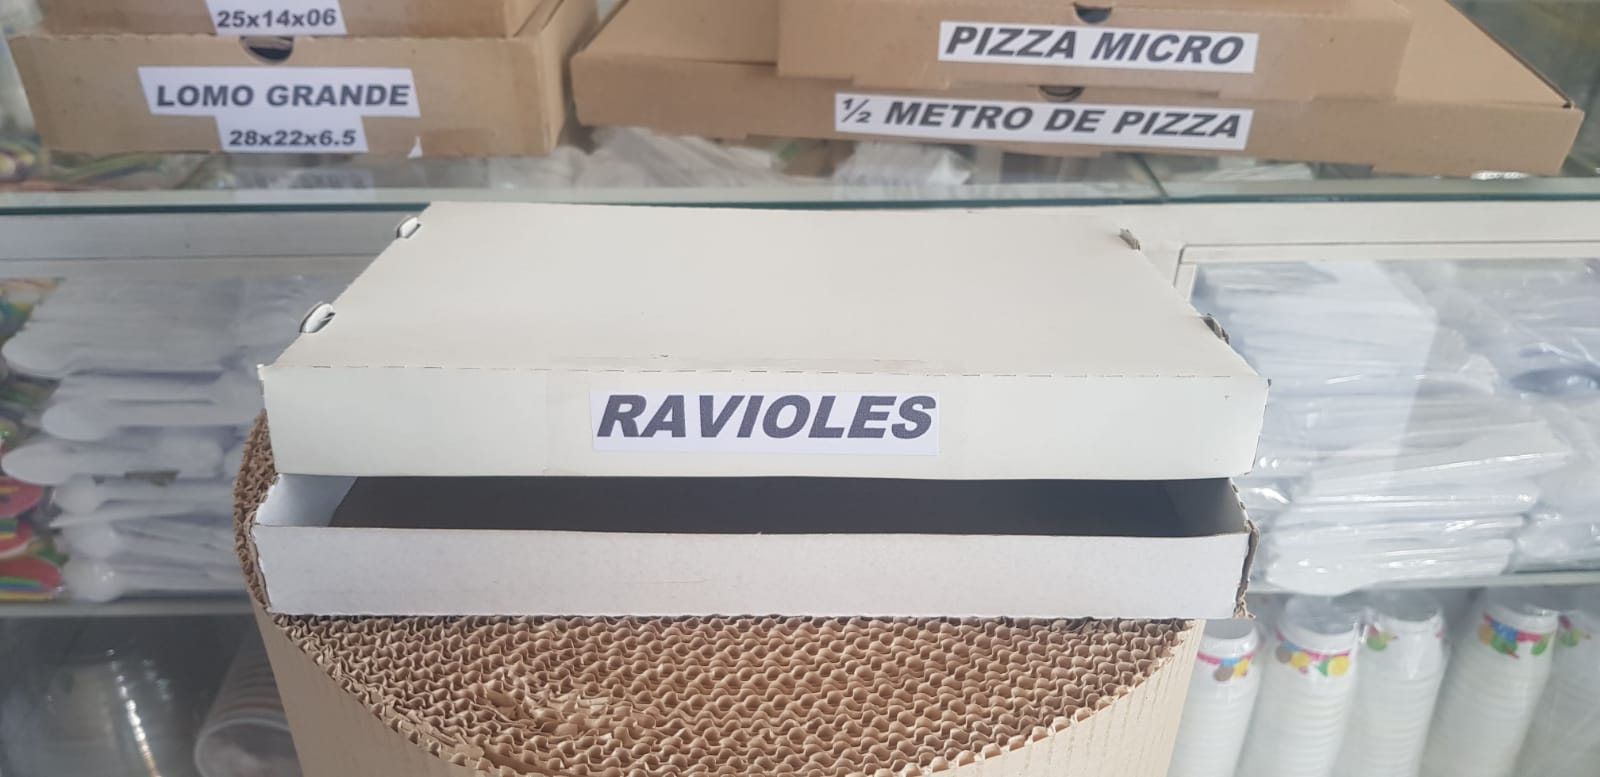 25x14x06
LOMO GRANDE
28x22x6.5
PIZZA MICRO
½ METRO DE PIZZA
RAVIOLES